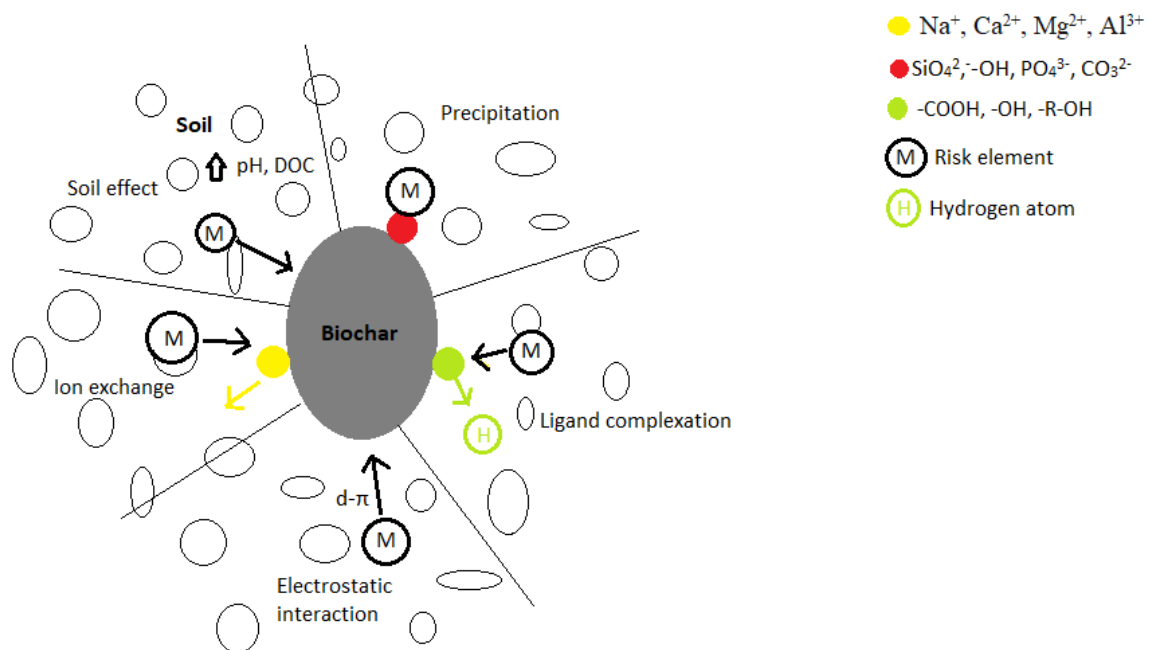 Na⁺, Ca²⁺, Mg²⁺, Al³⁺
SiO₄²,⁻-OH, PO₄³⁻, CO₃²⁻
-COOH, -OH, -R-OH
M Risk element
H Hydrogen atom
Precipitation
Soil
pH, DOC
Soil effect
M
M
Biochar
M
Ion exchange
M
Ligand complexation
H
d-π
M
Electrostatic
interaction